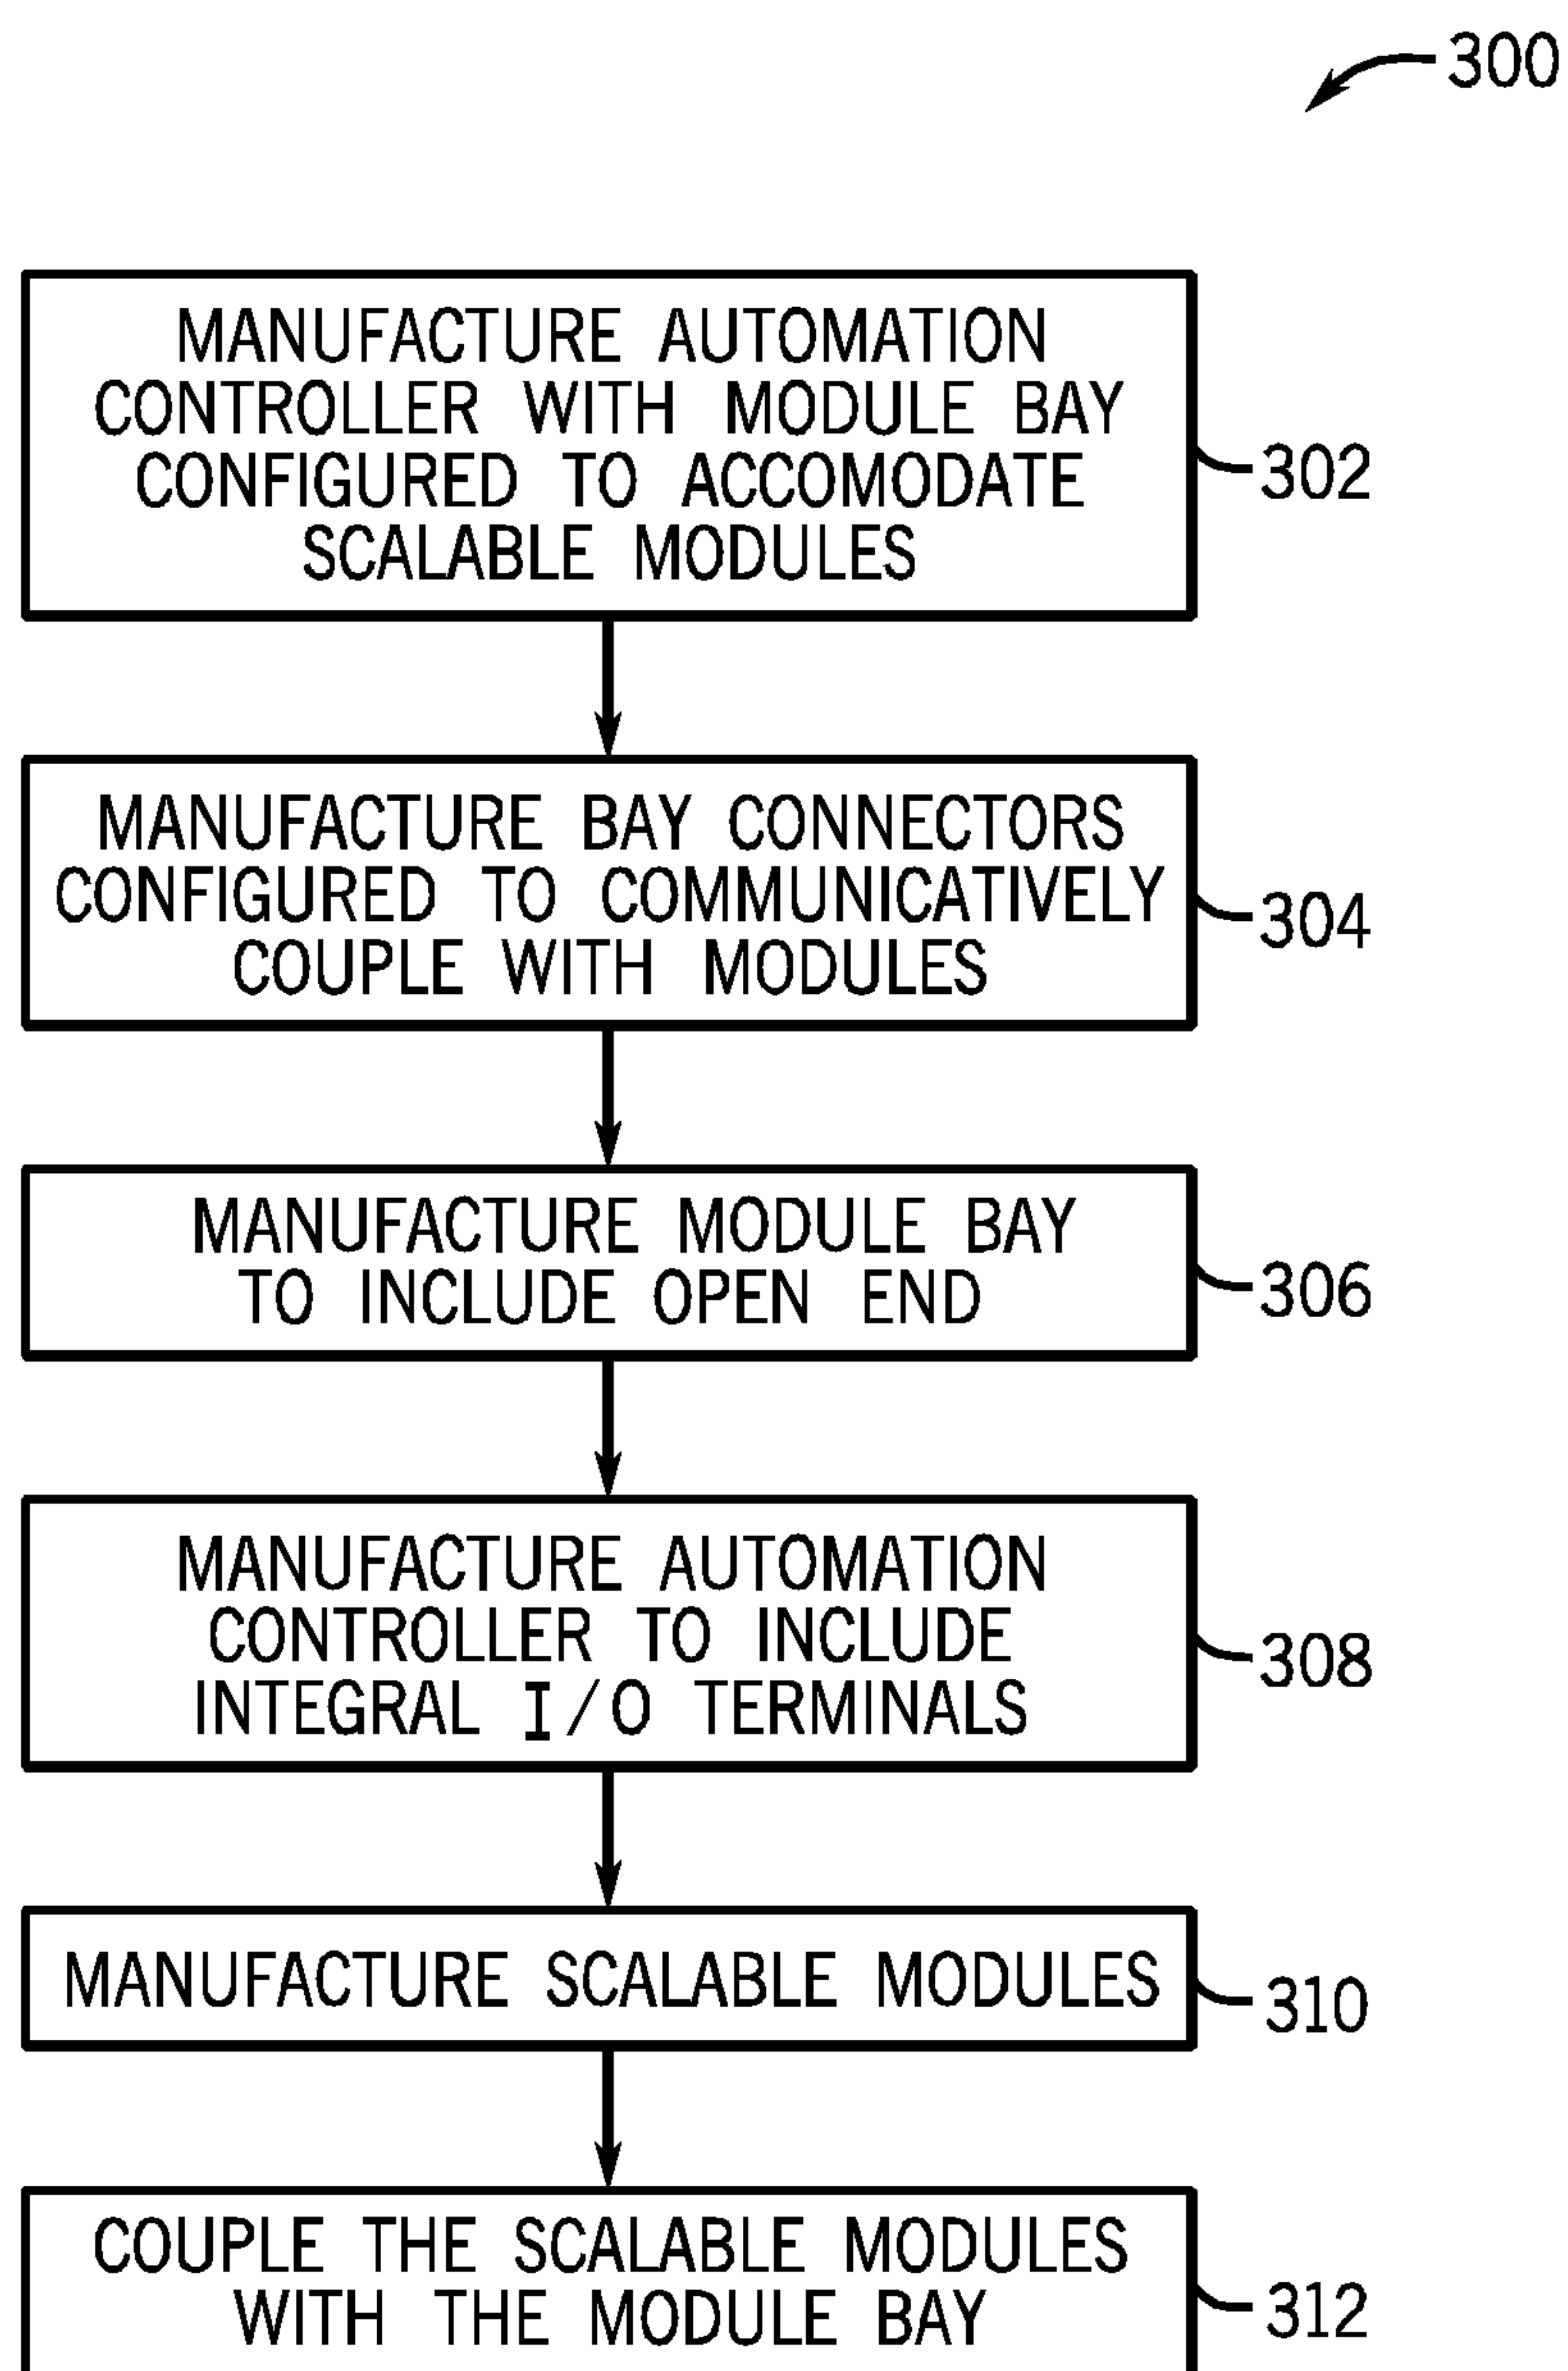 300
MANUFACTURE AUTOMATION
CONTROLLER WITH MODULE BAY
CONFIGURED TO ACCOMODATE
SCALABLE MODULES
302
MANUFACTURE BAY CONNECTORS
CONFIGURED TO COMMUNICATIVELY
COUPLE WITH MODULES
304
MANUFACTURE MODULE BAY
TO INCLUDE OPEN END
306
MANUFACTURE AUTOMATION
CONTROLLER TO INCLUDE
INTEGRAL I/O TERMINALS
308
MANUFACTURE SCALABLE MODULES
310
COUPLE THE SCALABLE MODULES
WITH THE MODULE BAY
312